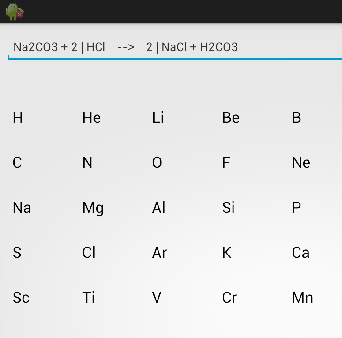 Na2CO3 + 2 | HCl --> 2 | NaCl + H2CO3
H He Li Be B
C N O F Ne
Na Mg Al Si P
S Cl Ar K Ca
Sc Ti V Cr Mn